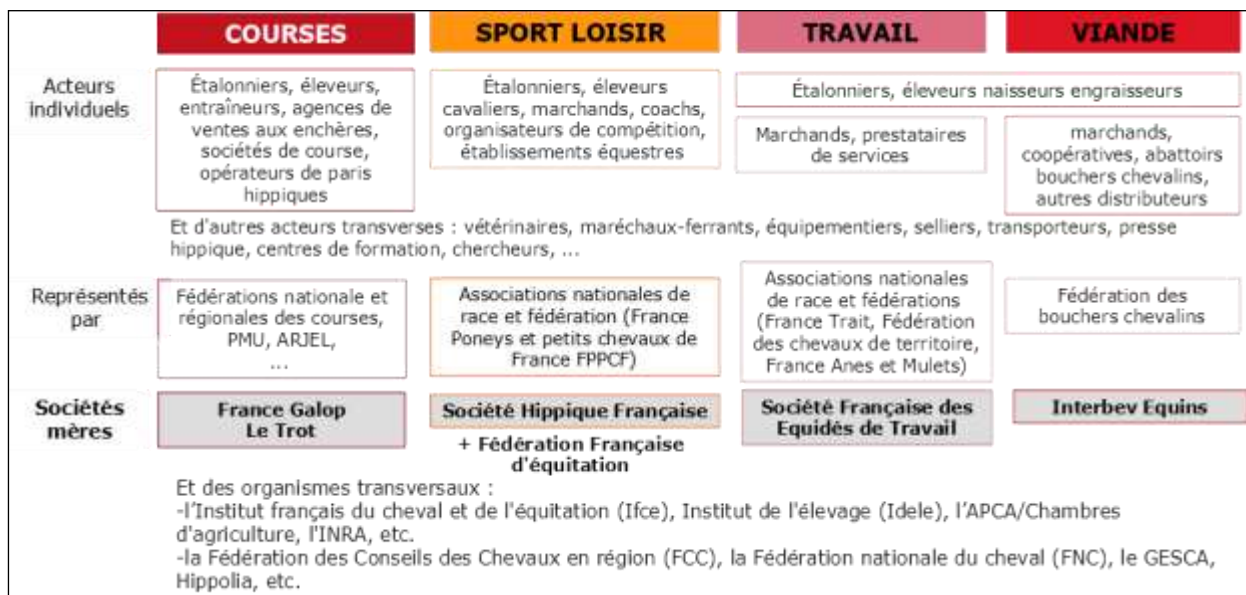 COURSES
SPORT LOISIR
TRAVAIL
VIANDE
Acteurs
individuels
Étalonniers, éleveurs,
entraîneurs, agences de
ventes aux enchères,
sociétés de course,
opérateurs de paris
hippiques
Étalonniers, éleveurs
cavaliers, marchands, coachs,
organisateurs de compétition,
établissements équestres
Étalonniers, éleveurs naisseurs engraisseurs
Marchands, prestataires
de services
marchands,
coopératives, abattoirs
bouchers chevalins,
autres distributeurs
Et d'autres acteurs transverses : vétérinaires, maréchaux-ferrants, équipementiers, selliers, transporteurs, presse
hippique, centres de formation, chercheurs, ...
Représentés
par
Fédérations nationale et
régionales des courses,
PMU, ARJEL,
...
Associations nationales de
race et fédération (France
Poneys et petits chevaux de
France FPPCF)
Associations nationales
de race et fédérations
(France Trait, Fédération
des chevaux de territoire,
France Anes et Mulets)
Fédération des
bouchers chevalins
Sociétés
mères
France Galop
Le Trot
Société Hippique Française
+ Fédération Française
d'équitation
Société Française des
Equidés de Travail
Interbev Equins
Et des organismes transversaux :
-l'Institut français du cheval et de l'équitation (Ifce), Institut de l'élevage (Idele), l'APCA/Chambres
d'agriculture, l'INRA, etc.
-la Fédération des Conseils des Chevaux en région (FCC), la Fédération nationale du cheval (FNC), le GESCA,
Hippolia, etc.